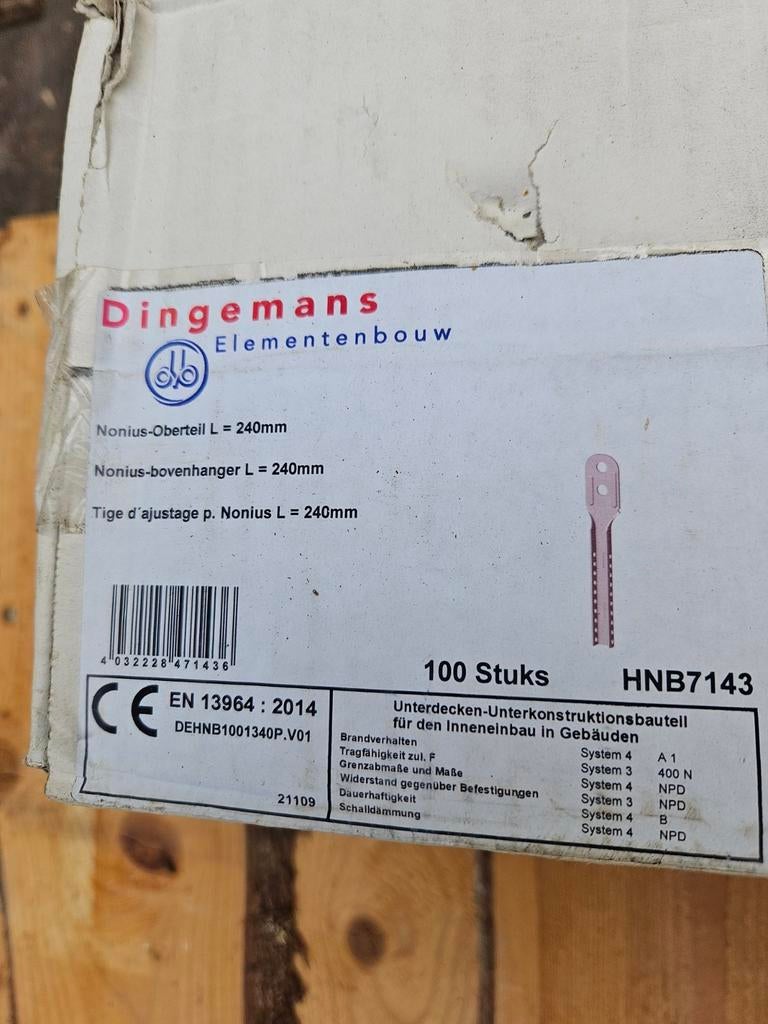 Dingemans
Elementenbouw
Nonius-Oberteil L = 240mm
Nonius-bovenhanger L = 240mm
Tige d´ajustage p. Nonius L = 240mm
4 032228 471436
100 Stuks HNB7143
CE EN 13964 : 2014
DEHNB1001340P.V01
21109
Unterdecken-Unterkonstruktionsbauteil
für den Inneneinbau in Gebäuden
Brandverhalten System 4 A 1
Tragfähigkeit zul. F System 3 400 N
Grenzabmaße und Maße System 4 NPD
Widerstand gegenüber Befestigungen System 3 NPD
Dauerhaftigkeit System 4 B
Schalldämmung System 4 NPD